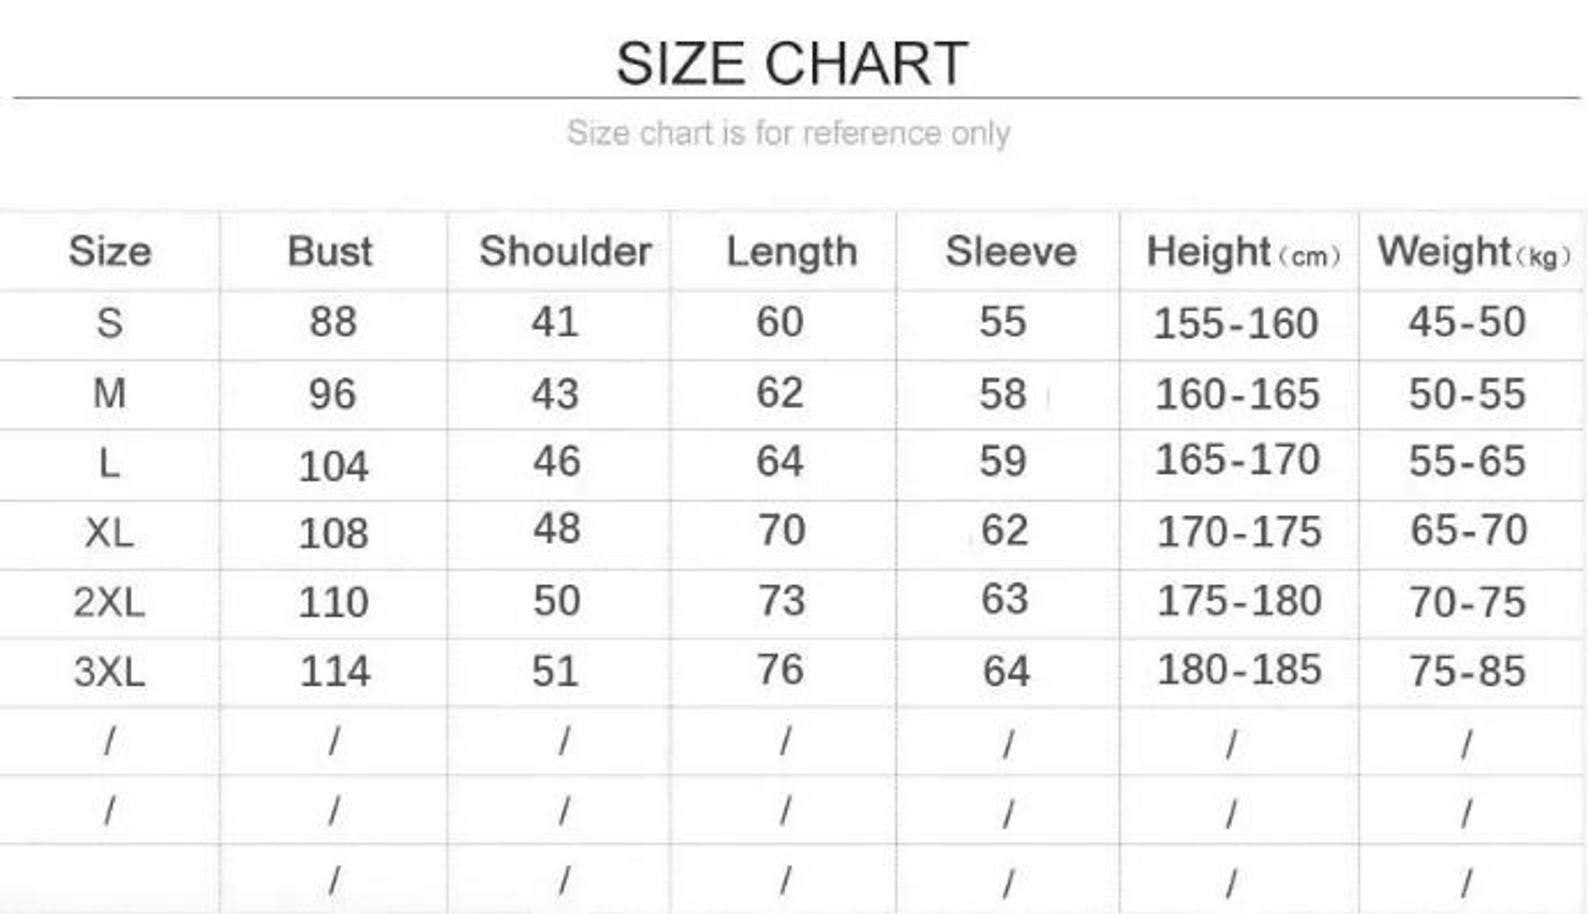 SIZE CHART
Size chart is for reference only
Size Bust Shoulder Length Sleeve Height（cm） Weight（kg）
S 88 41 60 55 155-160 45-50
M 96 43 62 58 160-165 50-55
L 104 46 64 59 165-170 55-65
XL 108 48 70 62 170-175 65-70
2XL 110 50 73 63 175-180 70-75
3XL 114 51 76 64 180-185 75-85
/ / / / / / /
/ / / / / / /
/ / / / / /